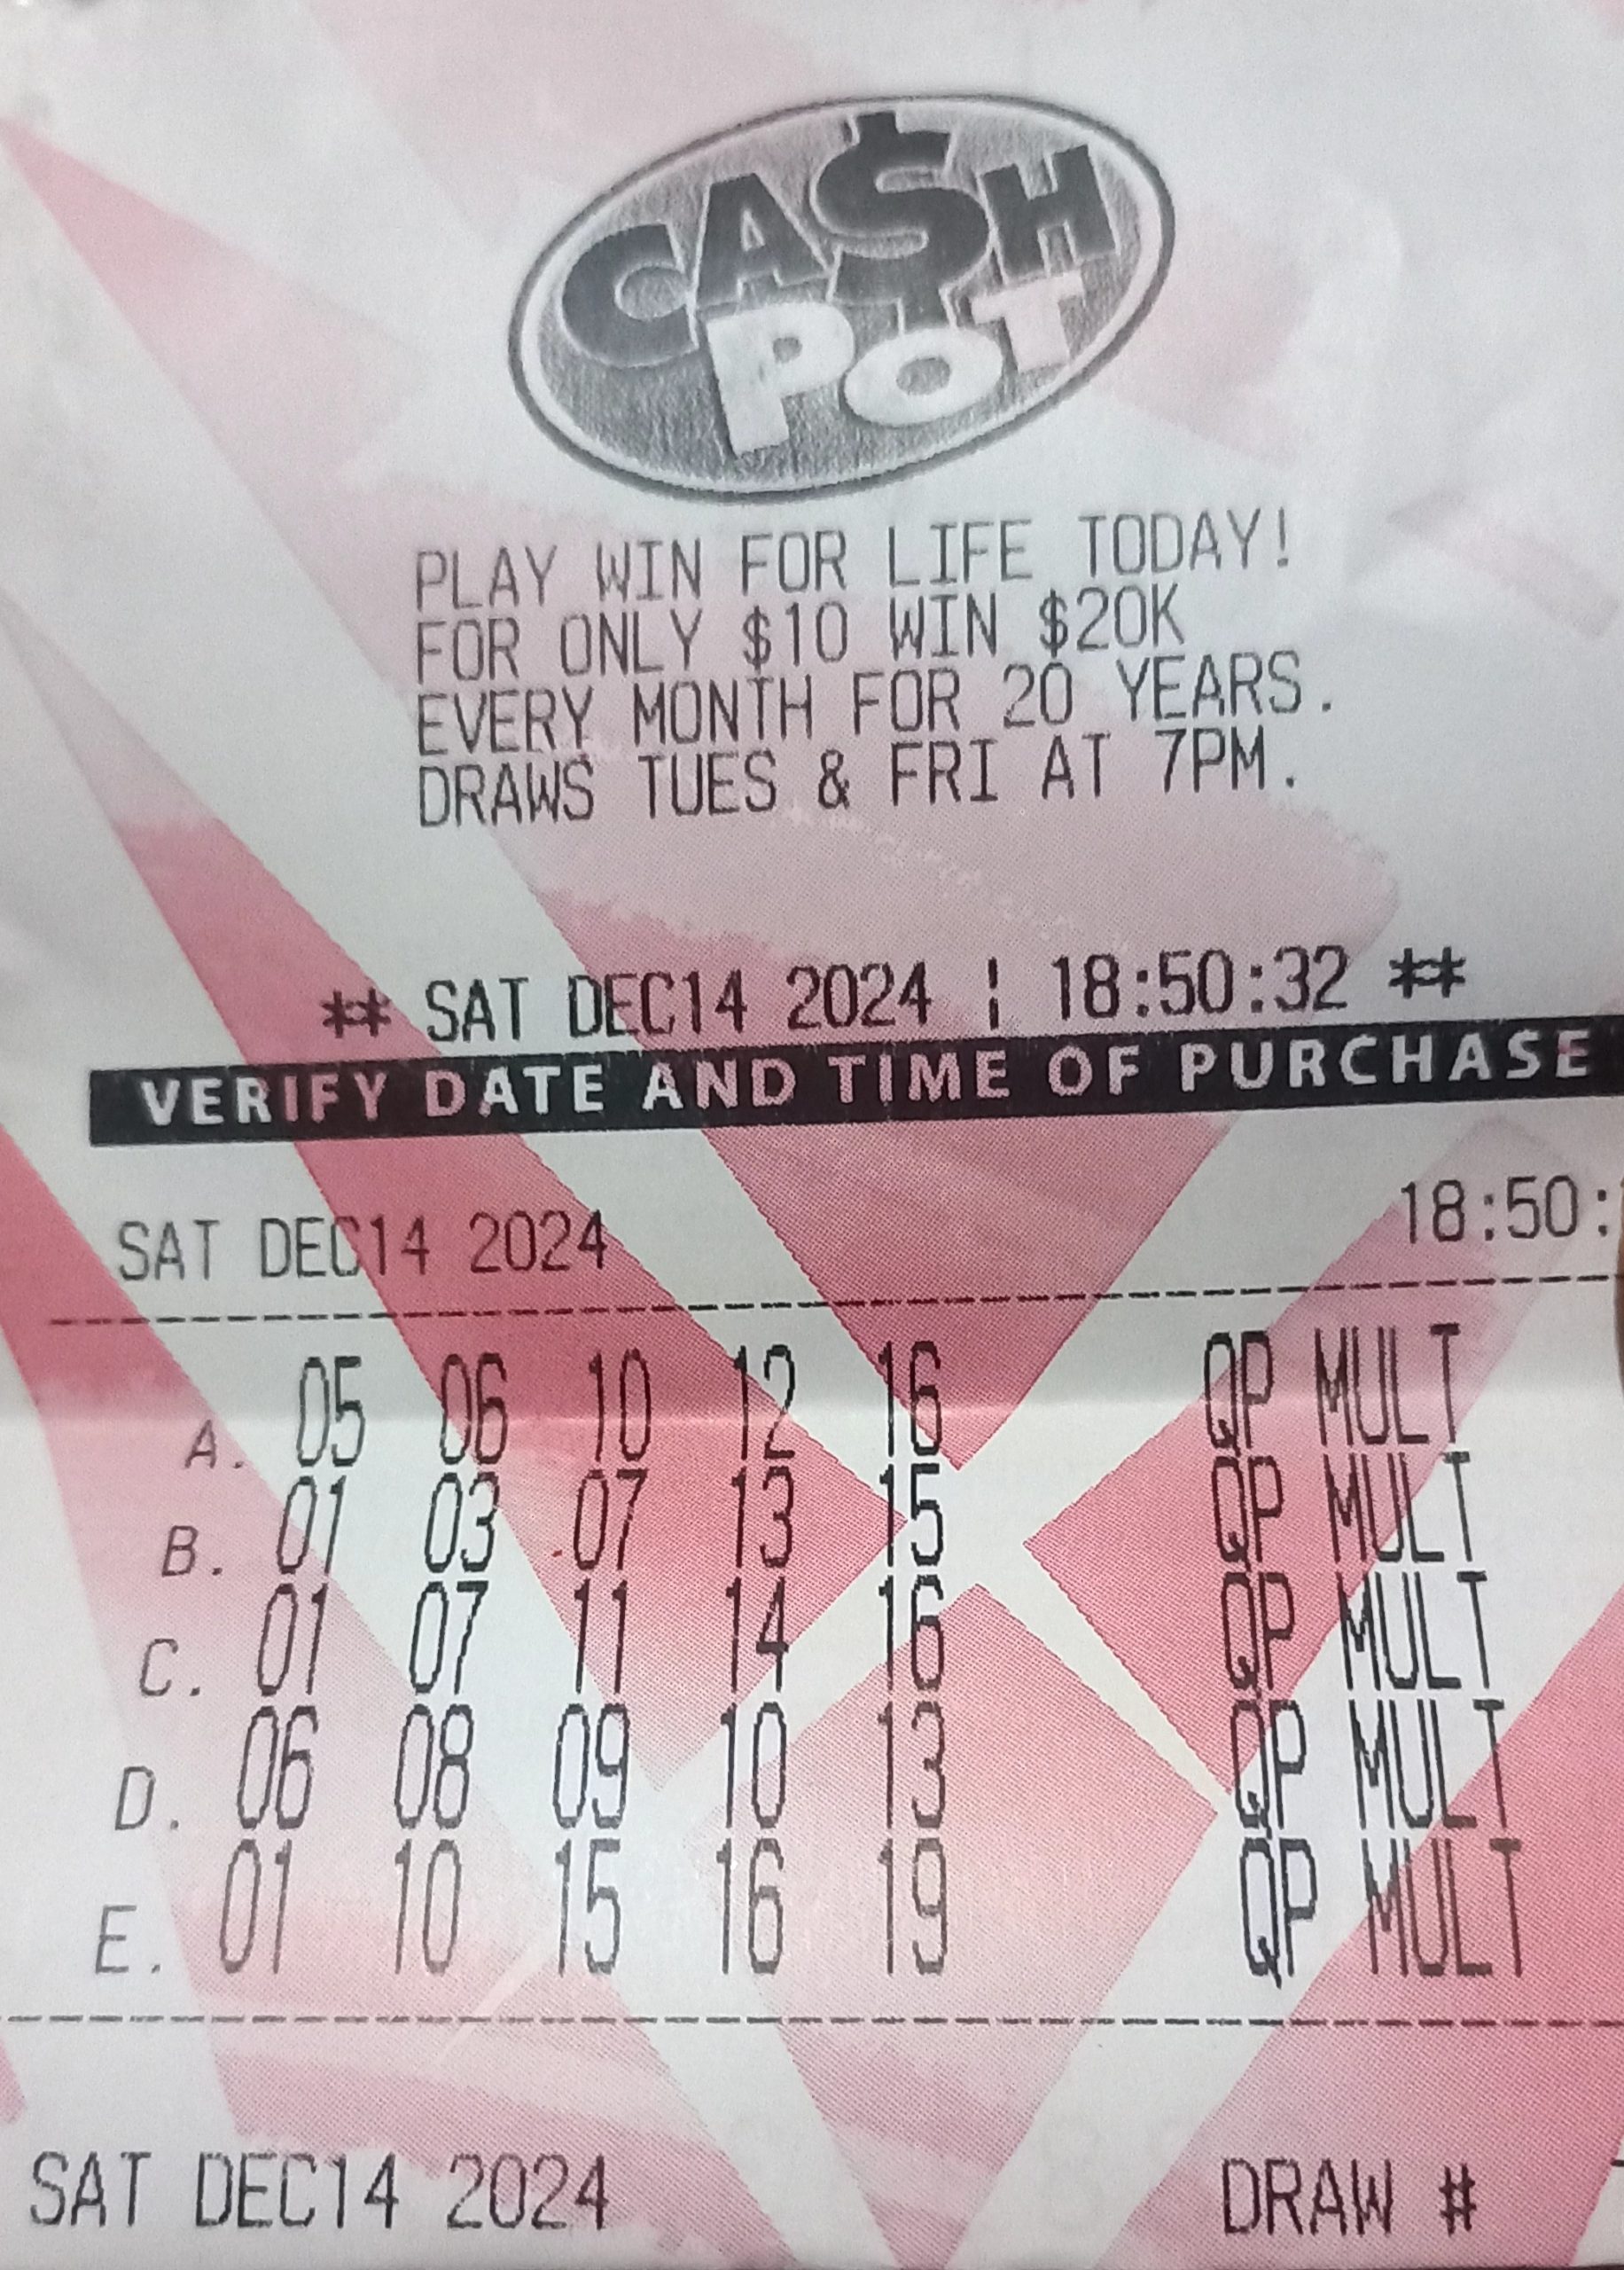 CA$H
POT
PLAY WIN FOR LIFE TODAY!
FOR ONLY $10 WIN $20K
EVERY MONTH FOR 20 YEARS.
DRAWS TUES & FRI AT 7PM.
** SAT DEC14 2024 ¦ 18:50:32 **
VERIFY DATE AND TIME OF PURCHASE
SAT DEC14 2024 18:50:
A. 05 06 10 12 16 QP MULT
B. 01 03 07 13 15 QP MULT
C. 01 07 11 14 16 QP MULT
D. 06 08 09 10 13 QP MULT
E. 01 10 15 16 19 QP MULT
SAT DEC14 2024 DRAW #